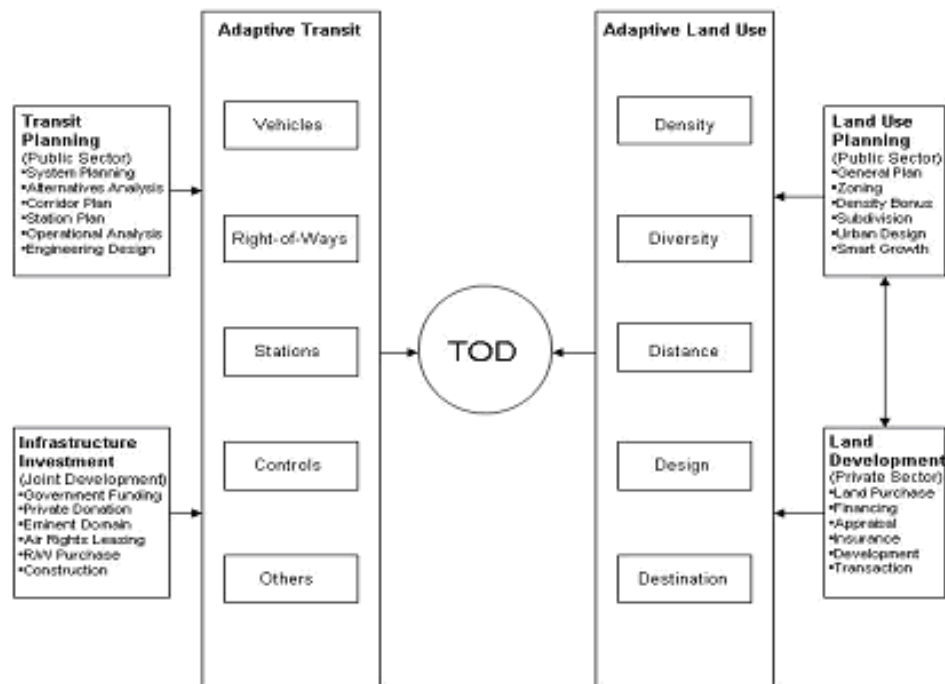 Adaptive Transit
Adaptive Land Use
Transit
Planning
(Public Sector)
•System Planning
•Alternatives Analysis
•Corridor Plan
•Station Plan
•Operational Analysis
•Engineering Design
Infrastructure
Investment
(Joint Development)
•Government Funding
•Private Donation
•Eminent Domain
•Air Rights Leasing
•R/W Purchase
•Construction
Vehicles
Right-of-Ways
Stations
Controls
Others
TOD
Density
Diversity
Distance
Design
Destination
Land Use
Planning
(Public Sector)
•General Plan
•Zoning
•Density Bonus
•Subdivision
•Urban Design
•Smart Growth
Land
Development
(Private Sector)
•Land Purchase
•Financing
•Appraisal
•Insurance
•Development
•Transaction